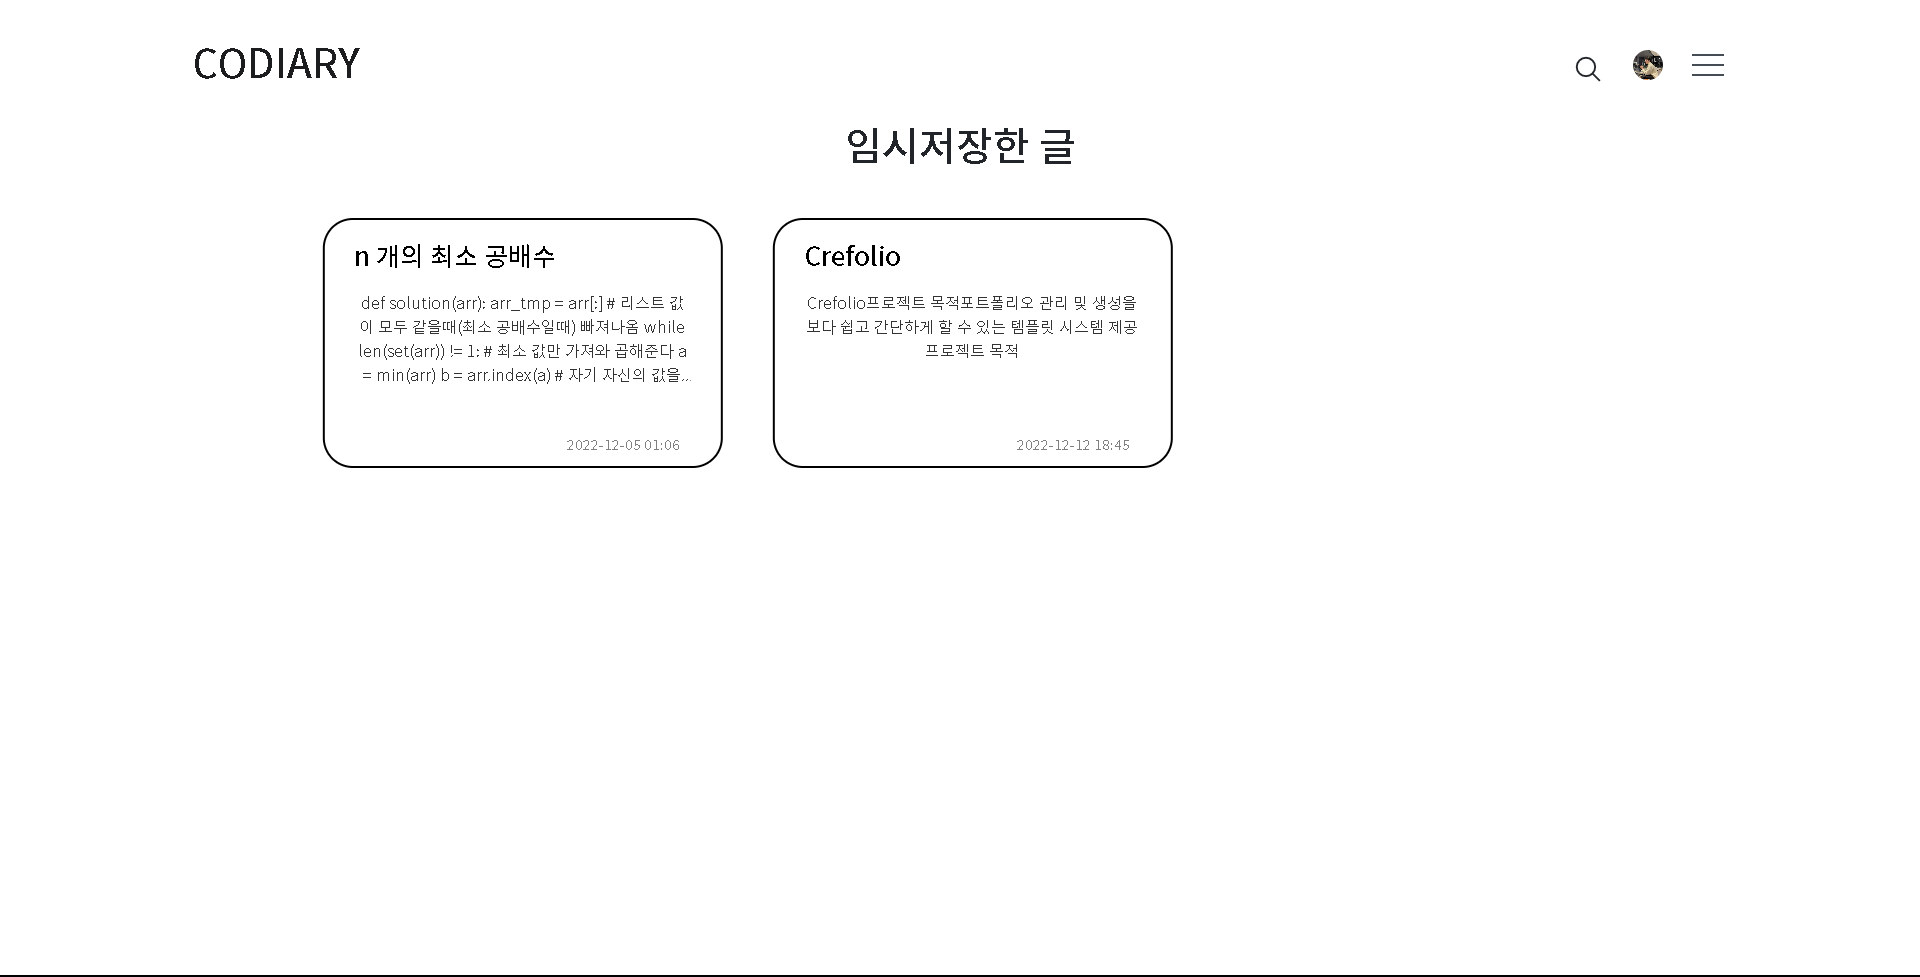 CODIARY
임시저장한 글
n 개의 최소 공배수
def solution(arr): arr_tmp = arr[:] # 리스트 값
이 모두 같을때(최소 공배수일때) 빠져나옴 while
len(set(arr)) != 1: # 최소 값만 가져와 곱해준다 a
= min(arr) b = arr.index(a) # 자기 자신의 값을...
2022-12-05 01:06
Crefolio
Crefolio프로젝트 목적포트폴리오 관리 및 생성을
보다 쉽고 간단하게 할 수 있는 템플릿 시스템 제공
프로젝트 목적
2022-12-12 18:45